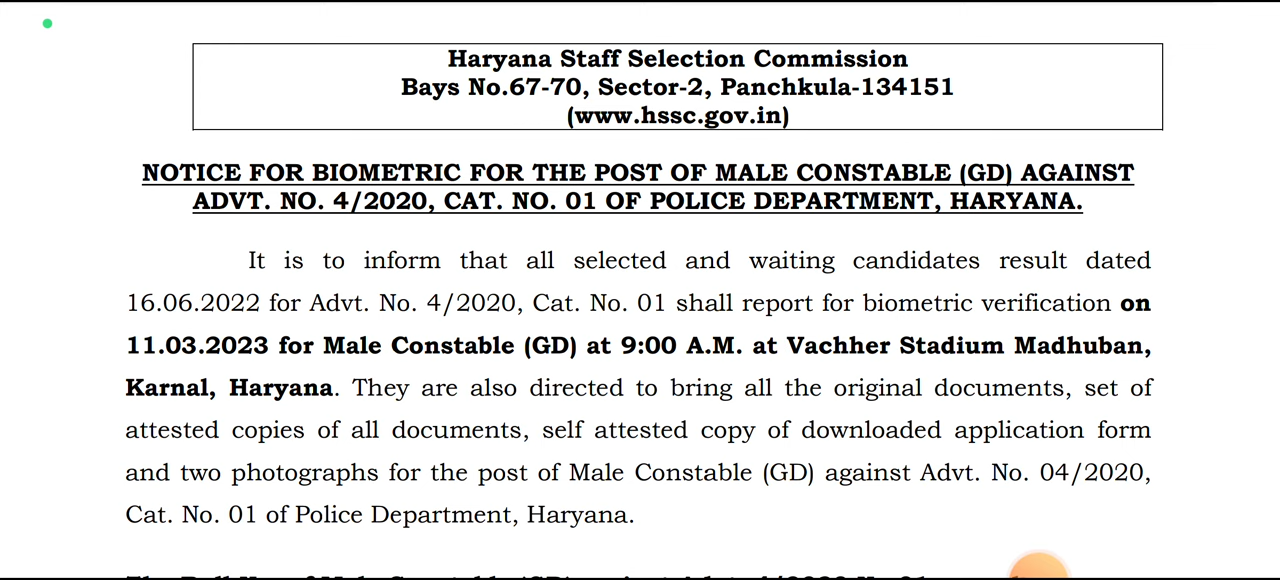 Haryana Staff Selection Commission
Bays No.67-70, Sector-2, Panchkula-134151
(www.hssc.gov.in)
NOTICE FOR BIOMETRIC FOR THE POST OF MALE CONSTABLE (GD) AGAINST
ADVT. NO. 4/2020, CAT. NO. 01 OF POLICE DEPARTMENT, HARYANA.
It is to inform that all selected and waiting candidates result dated
16.06.2022 for Advt. No. 4/2020, Cat. No. 01 shall report for biometric verification on
11.03.2023 for Male Constable (GD) at 9:00 A.M. at Vachher Stadium Madhuban,
Karnal, Haryana. They are also directed to bring all the original documents, set of
attested copies of all documents, self attested copy of downloaded application form
and two photographs for the post of Male Constable (GD) against Advt. No. 04/2020,
Cat. No. 01 of Police Department, Haryana.